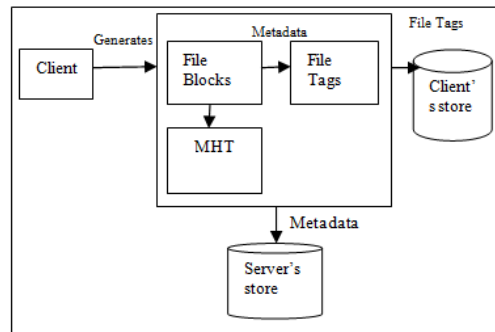 File Tags
Metadata
Generates
Client
File
Blocks
File
Tags
Client'
s store
MHT
Metadata
Server's
store